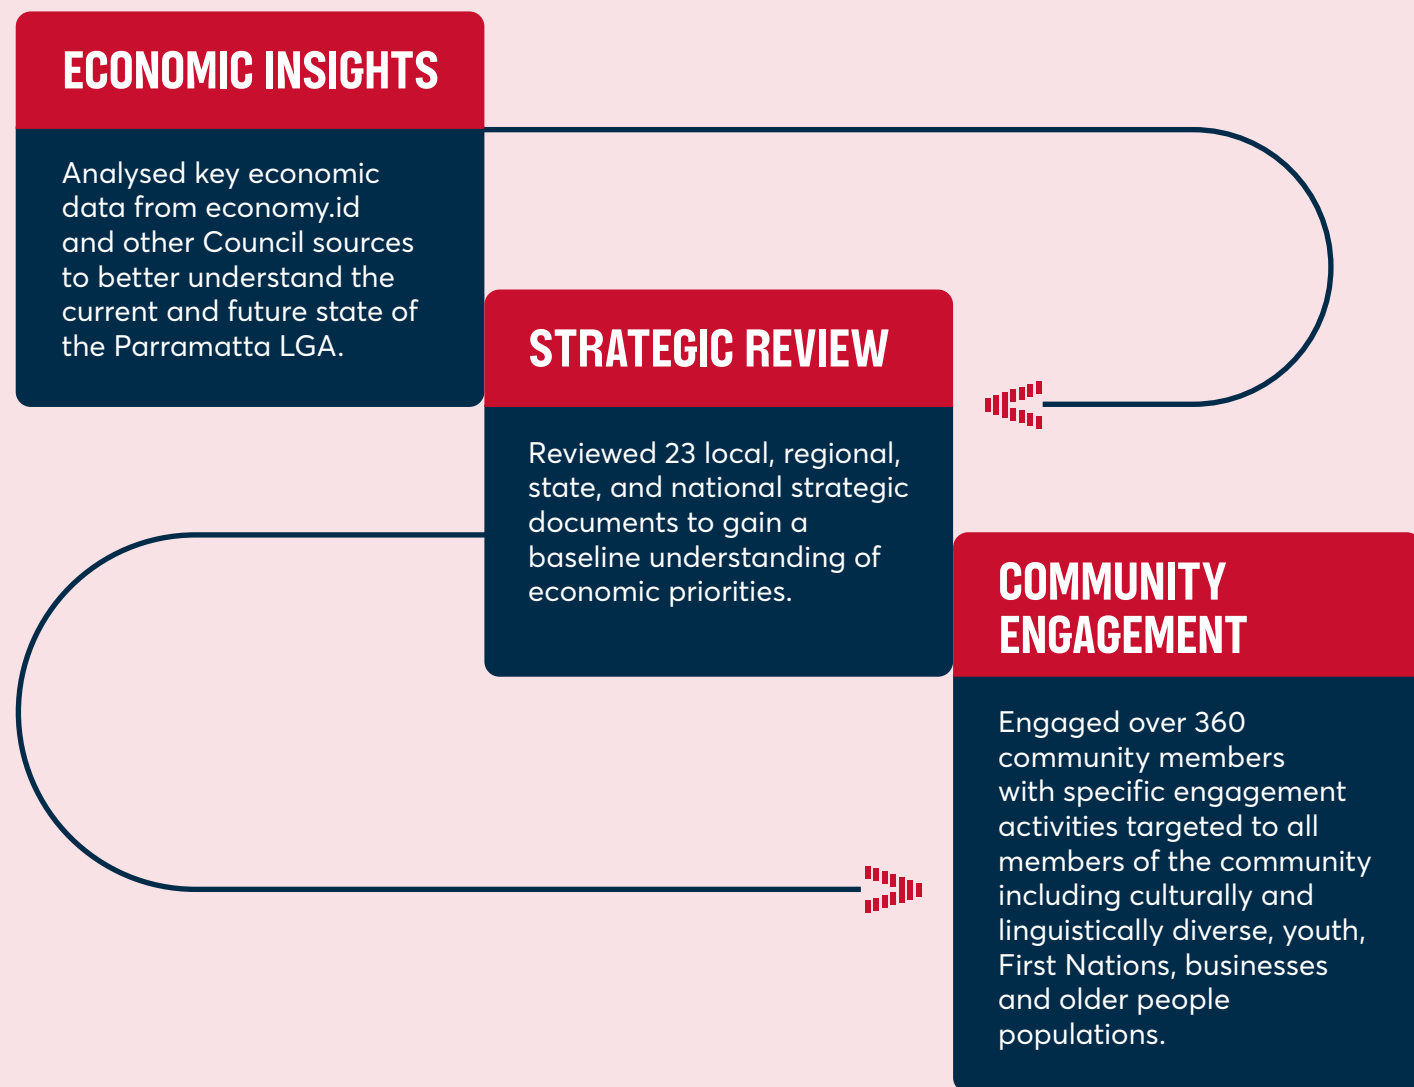 ECONOMIC INSIGHTS
Analysed key economic
data from economy.id
and other Council sources
to better understand the
current and future state of
the Parramatta LGA.
STRATEGIC REVIEW
Reviewed 23 local, regional,
state, and national strategic
documents to gain a
baseline understanding of
economic priorities.
COMMUNITY
ENGAGEMENT
Engaged over 360
community members
with specific engagement
activities targeted to all
members of the community
including culturally and
linguistically diverse, youth,
First Nations, businesses
and older people
populations.